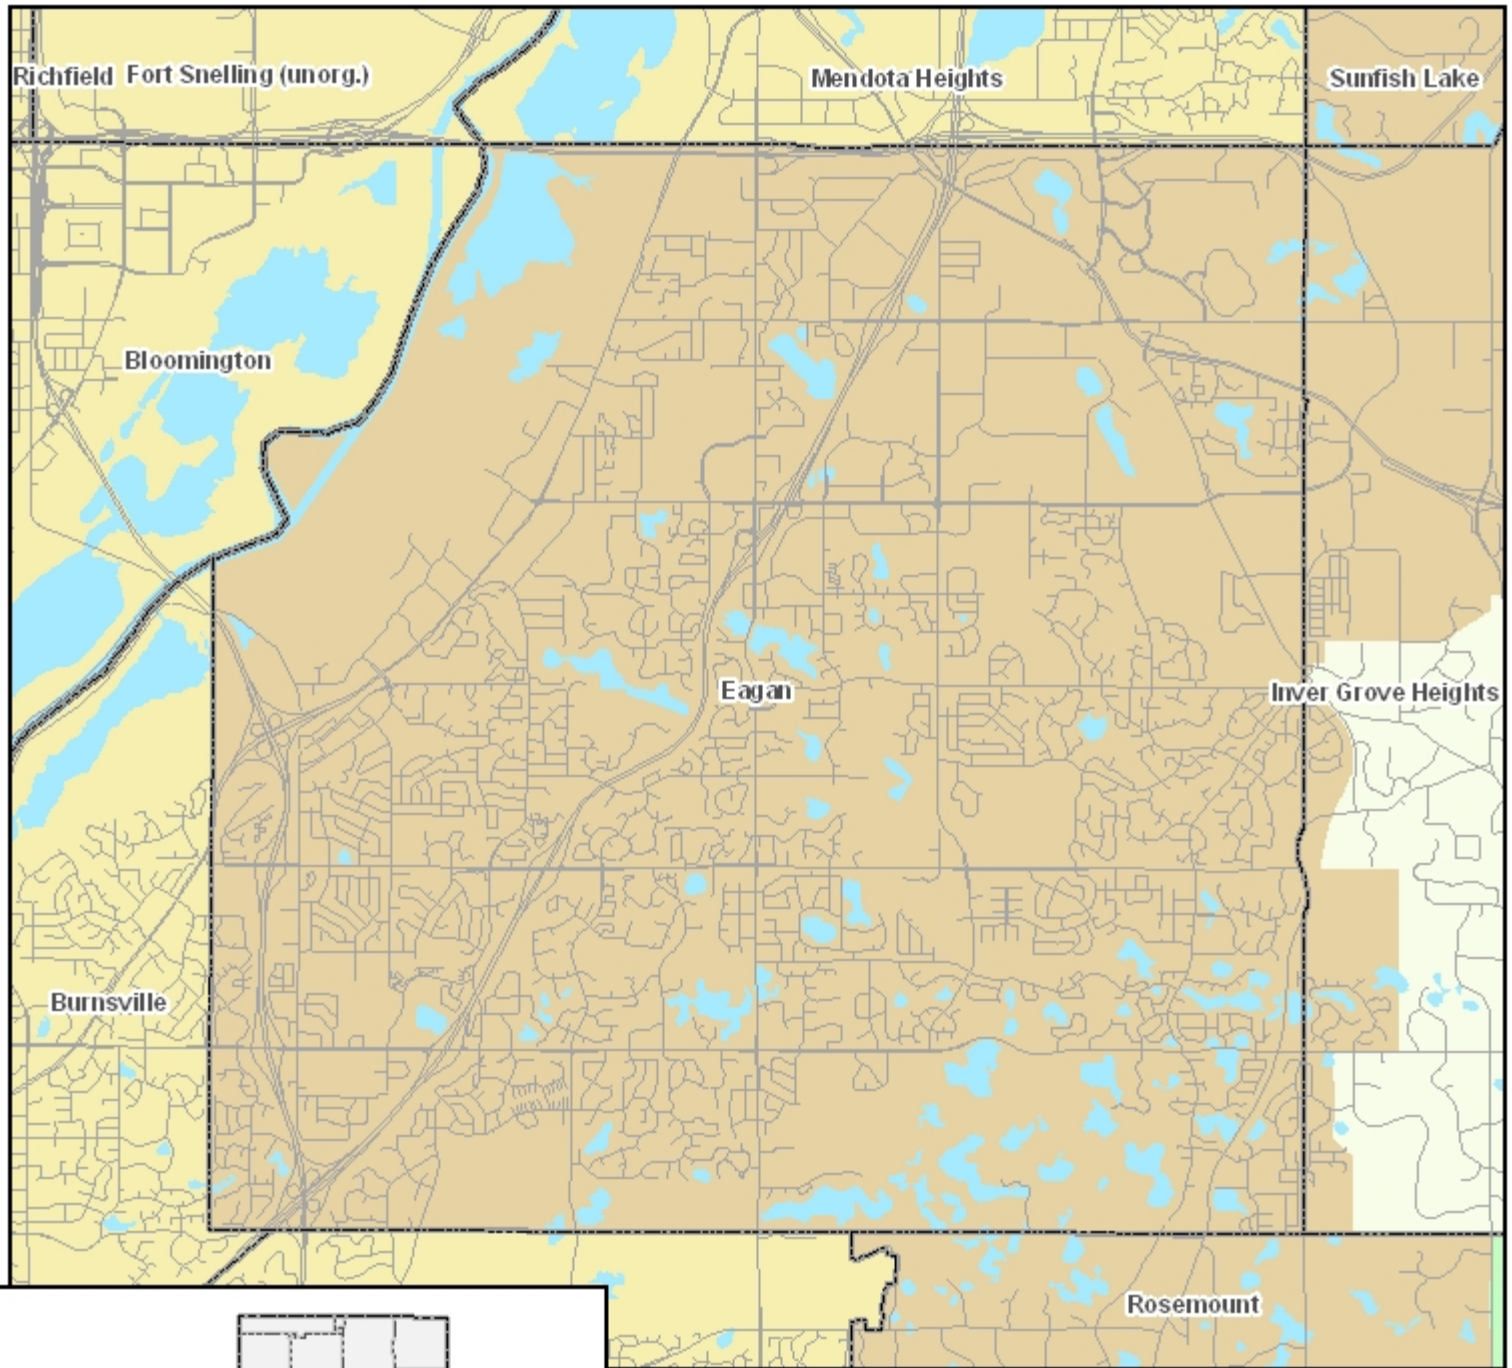 Richfield
Fort Snelling (unorg.)
Mendota Heights
Sunfish Lake
Bloomington
Eagan
Inver Grove Heights
Burnsville
Rosemount